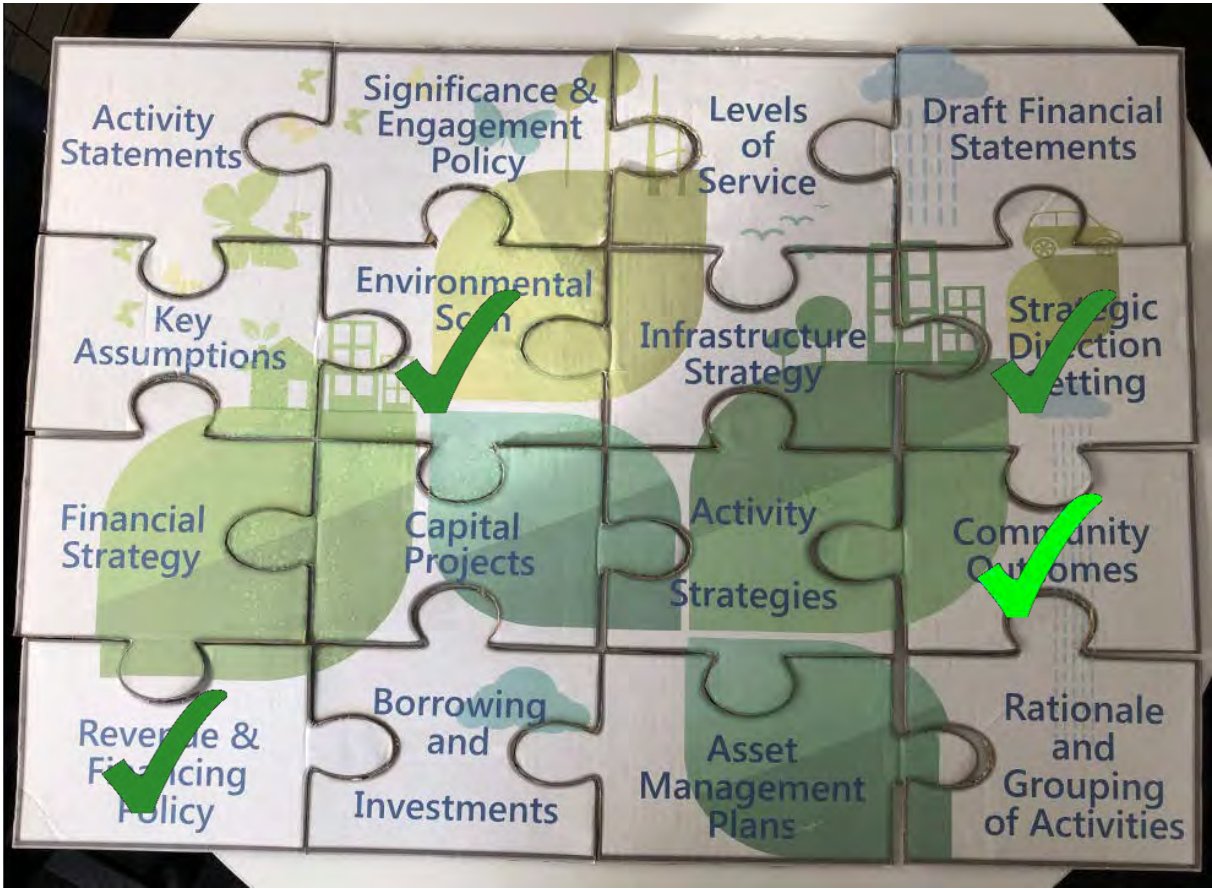 Activity
Statements
Significance &
Engagement
Policy
Levels
of
Service
Draft Financial
Statements
Key
Assumptions
Environmental
Scan
Infrastructure
Strategy
Strategic
Direction
Setting
Financial
Strategy
Capital
Projects
Activity
Strategies
Community
Outcomes
Revenue &
Financing
Policy
Borrowing
and
Investments
Asset
Management
Plans
Rationale
and
Grouping
of Activities